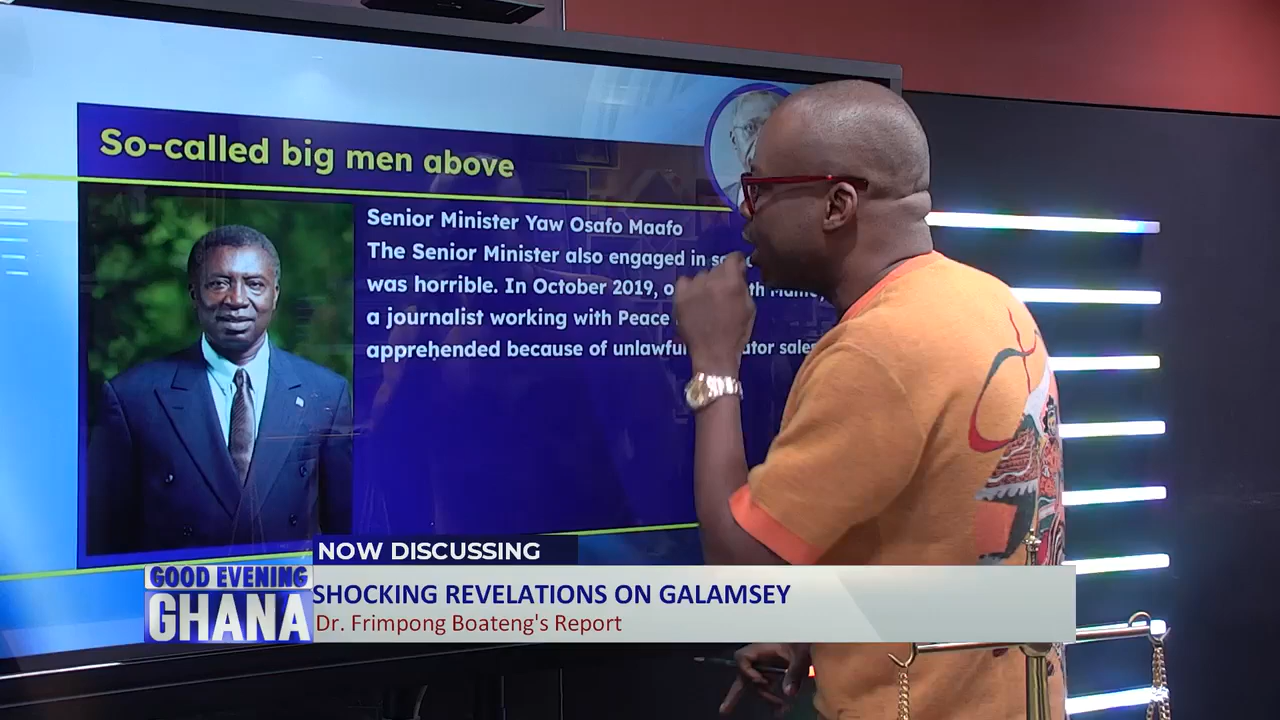 So-called big men above
Senior Minister Yaw Osafo Maafo
The Senior Minister also engaged in
was horrible. In October 2019,
a journalist working with Peace
apprehended because of
NOW DISCUSSING
GOOD EVENING
GHANA
SHOCKING REVELATIONS ON GALAMSEY
Dr. Frimpong Boateng's Report